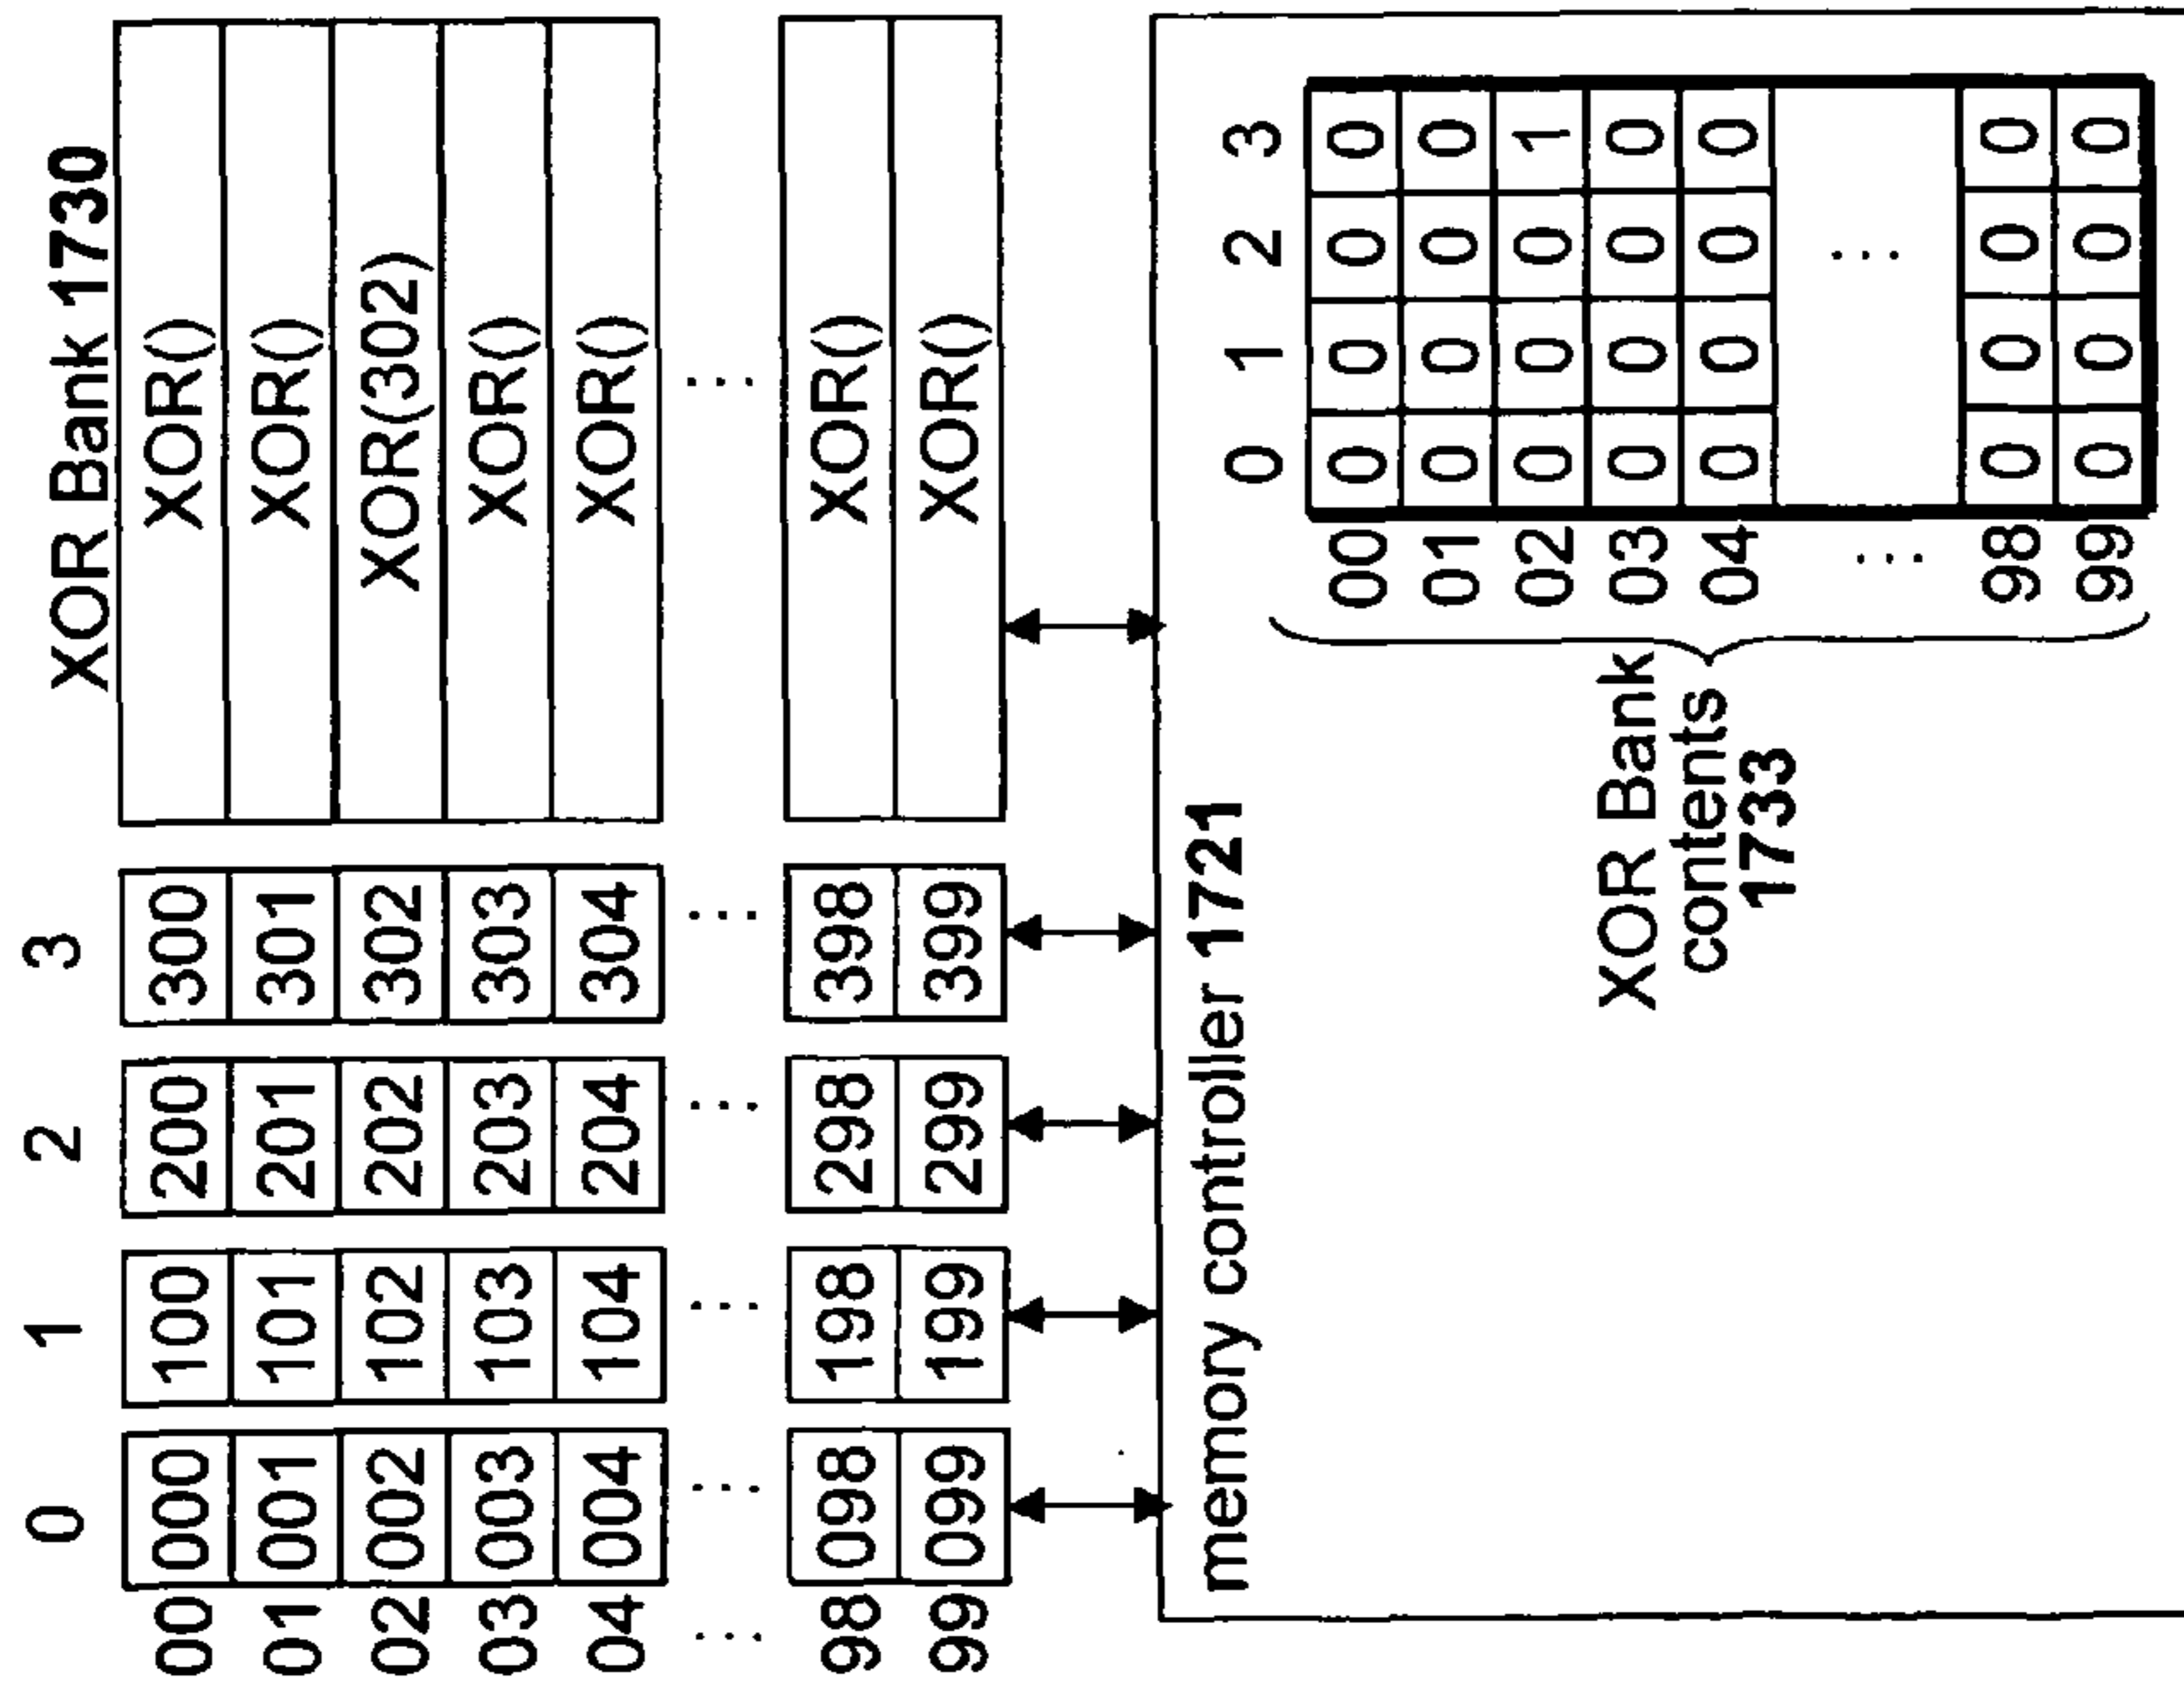 0 1 2 3 XOR Bank 1730
00 000 100 200 300 XOR()
01 001 101 201 301 XOR()
02 002 102 202 302 XOR(302)
03 003 103 203 303 XOR()
04 004 104 204 304 XOR()
... ... ... ... ... ...
98 098 198 298 398 XOR()
99 099 199 299 399 XOR()
memory controller 1721
0 1 2 3
00 0 0 0 0
01 0 0 0 0
02 0 0 0 1
03 0 0 0 0
04 0 0 0 0
... ...
98 0 0 0 0
99 0 0 0 0
XOR Bank
contents
1733